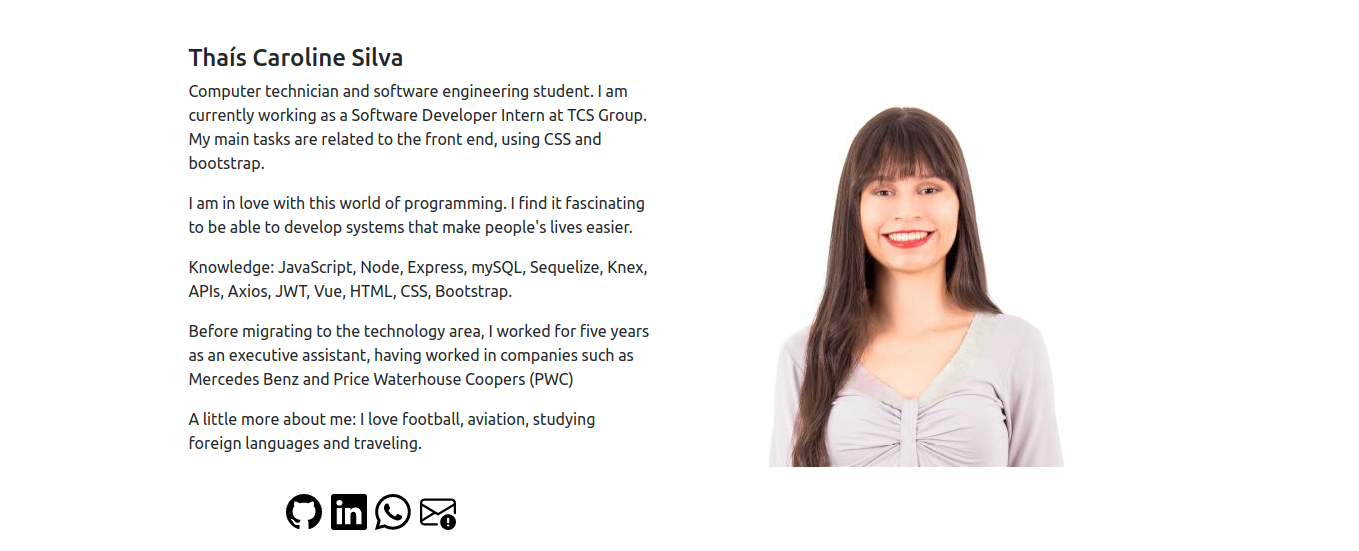 Thaís Caroline Silva
Computer technician and software engineering student. I am
currently working as a Software Developer Intern at TCS Group.
My main tasks are related to the front end, using CSS and
bootstrap.
I am in love with this world of programming. I find it fascinating
to be able to develop systems that make people's lives easier.
Knowledge: JavaScript, Node, Express, mySQL, Sequelize, Knex,
APIs, Axios, JWT, Vue, HTML, CSS, Bootstrap.
Before migrating to the technology area, I worked for five years
as an executive assistant, having worked in companies such as
Mercedes Benz and Price Waterhouse Coopers (PWC)
A little more about me: I love football, aviation, studying
foreign languages and traveling.
in